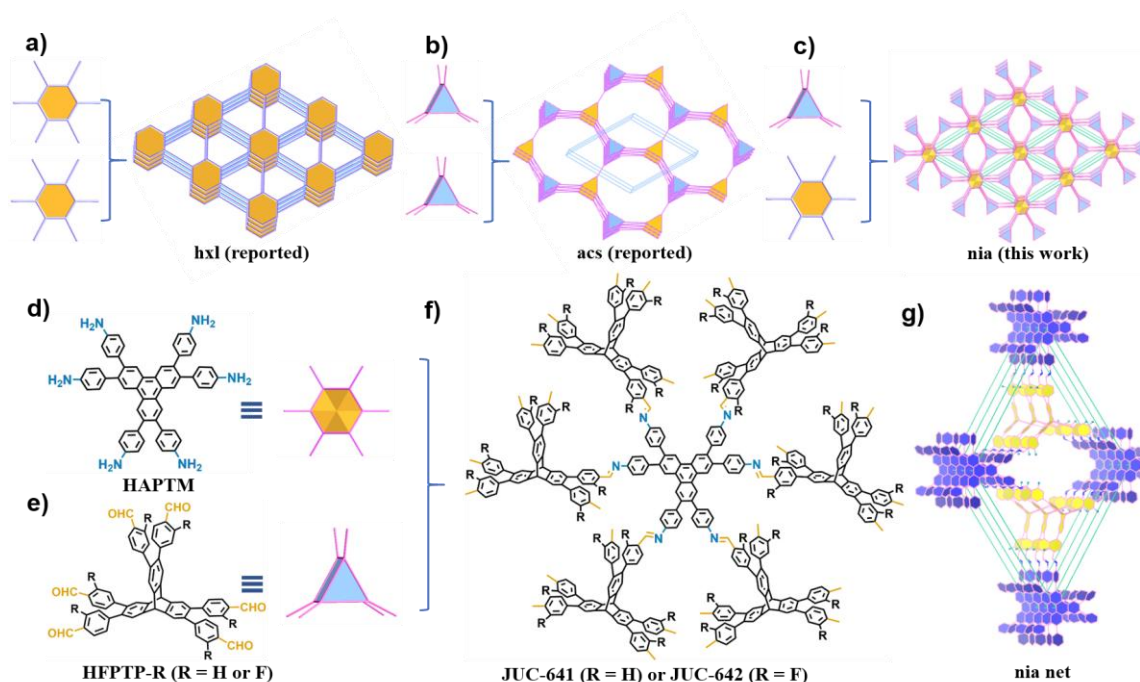 a)
b)
c)
hxl (reported)
acs (reported)
nia (this work)
d)
NH2
NH2
H2N
NH2
H2N
NH2
HAPTM
e)
OHC
CHO
R
R
OHC
R
CHO
R
OHC
R
R
CHO
HFPTP-R (R = H or F)
f)
R
R
R
R
R
R
R
R
R
R
R
R
N
N
R
R
R
R
R
N
N
R
R
R
R
R
R
R
N
N
R
R
R
R
R
R
R
R
R
R
JUC-641 (R = H) or JUC-642 (R = F)
g)
nia net